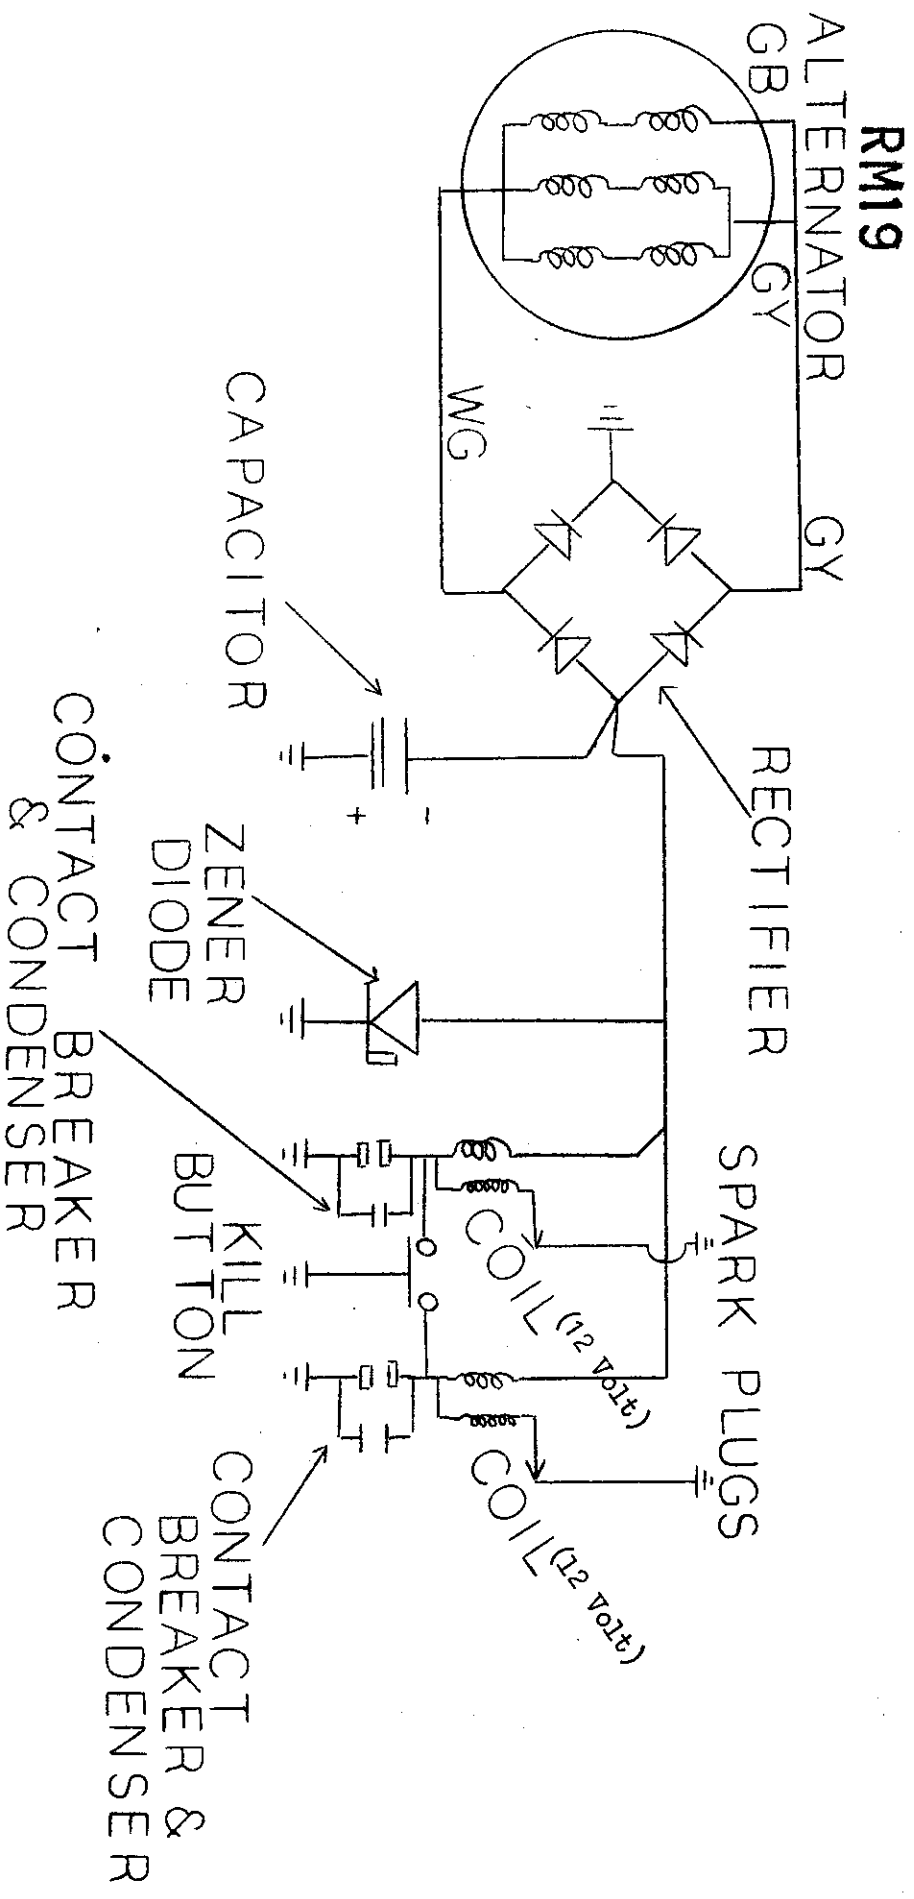 RM19
ALTERNATOR
GB
GY
GY
WG
RECTIFIER
CAPACITOR
+
-
ZENER
DIODE
SPARK PLUGS
COIL (12 Volt)
COIL (12 Volt)
CONTACT BREAKER
& CONDENSER
KILL
BUTTON
CONTACT
BREAKER &
CONDENSER